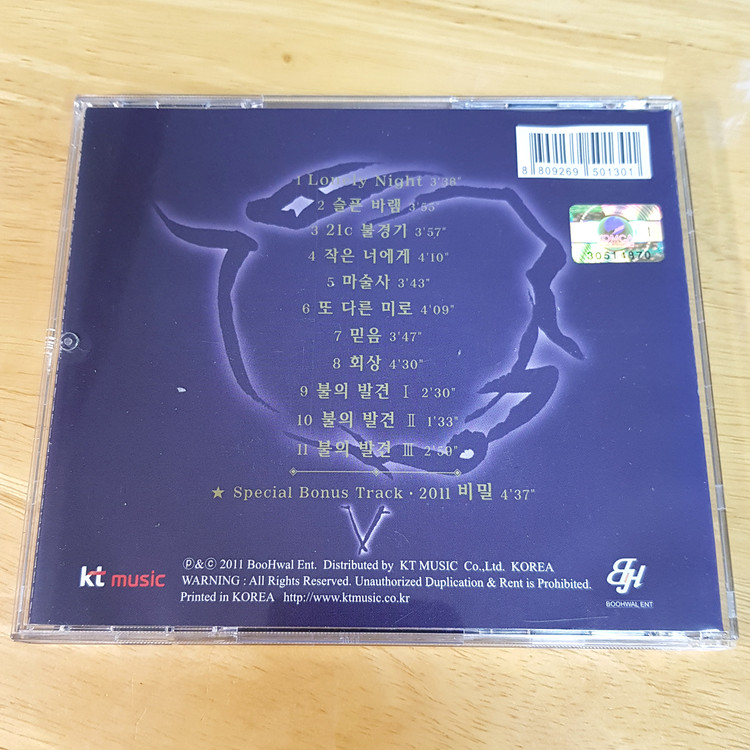 8 809269 501301
KOMCA
30511870
1 Lovely Night 3'38"
2 슬픈 바램 3'53"
3 21c 불경기 3'57"
4 작은 너에게 4'10"
5 마술사 3'43"
6 또 다른 미로 4'09"
7 믿음 3'47"
8 회상 4'30"
9 불의 발견 Ⅰ 2'30"
10 불의 발견 Ⅱ 1'33"
11 불의 발견 Ⅲ 2'50"
★ Special Bonus Track · 2011 비밀 4'37"
V
kt music
ⓟ&ⓒ 2011 BooHwal Ent. Distributed by KT MUSIC Co.,Ltd. KOREA
WARNING : All Rights Reserved. Unauthorized Duplication & Rent is Prohibited.
Printed in KOREA http://www.ktmusic.co.kr
BH
BOOHWAL ENT